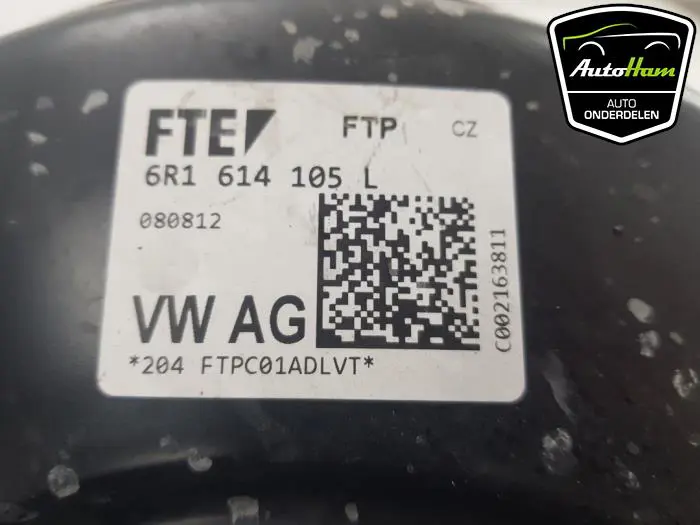 FTE FTP CZ
6R1 614 105 L
080812
C002163811
VW AG
*204 FTPC01ADLVT*
AutoHam
AUTO
ONDERDELEN